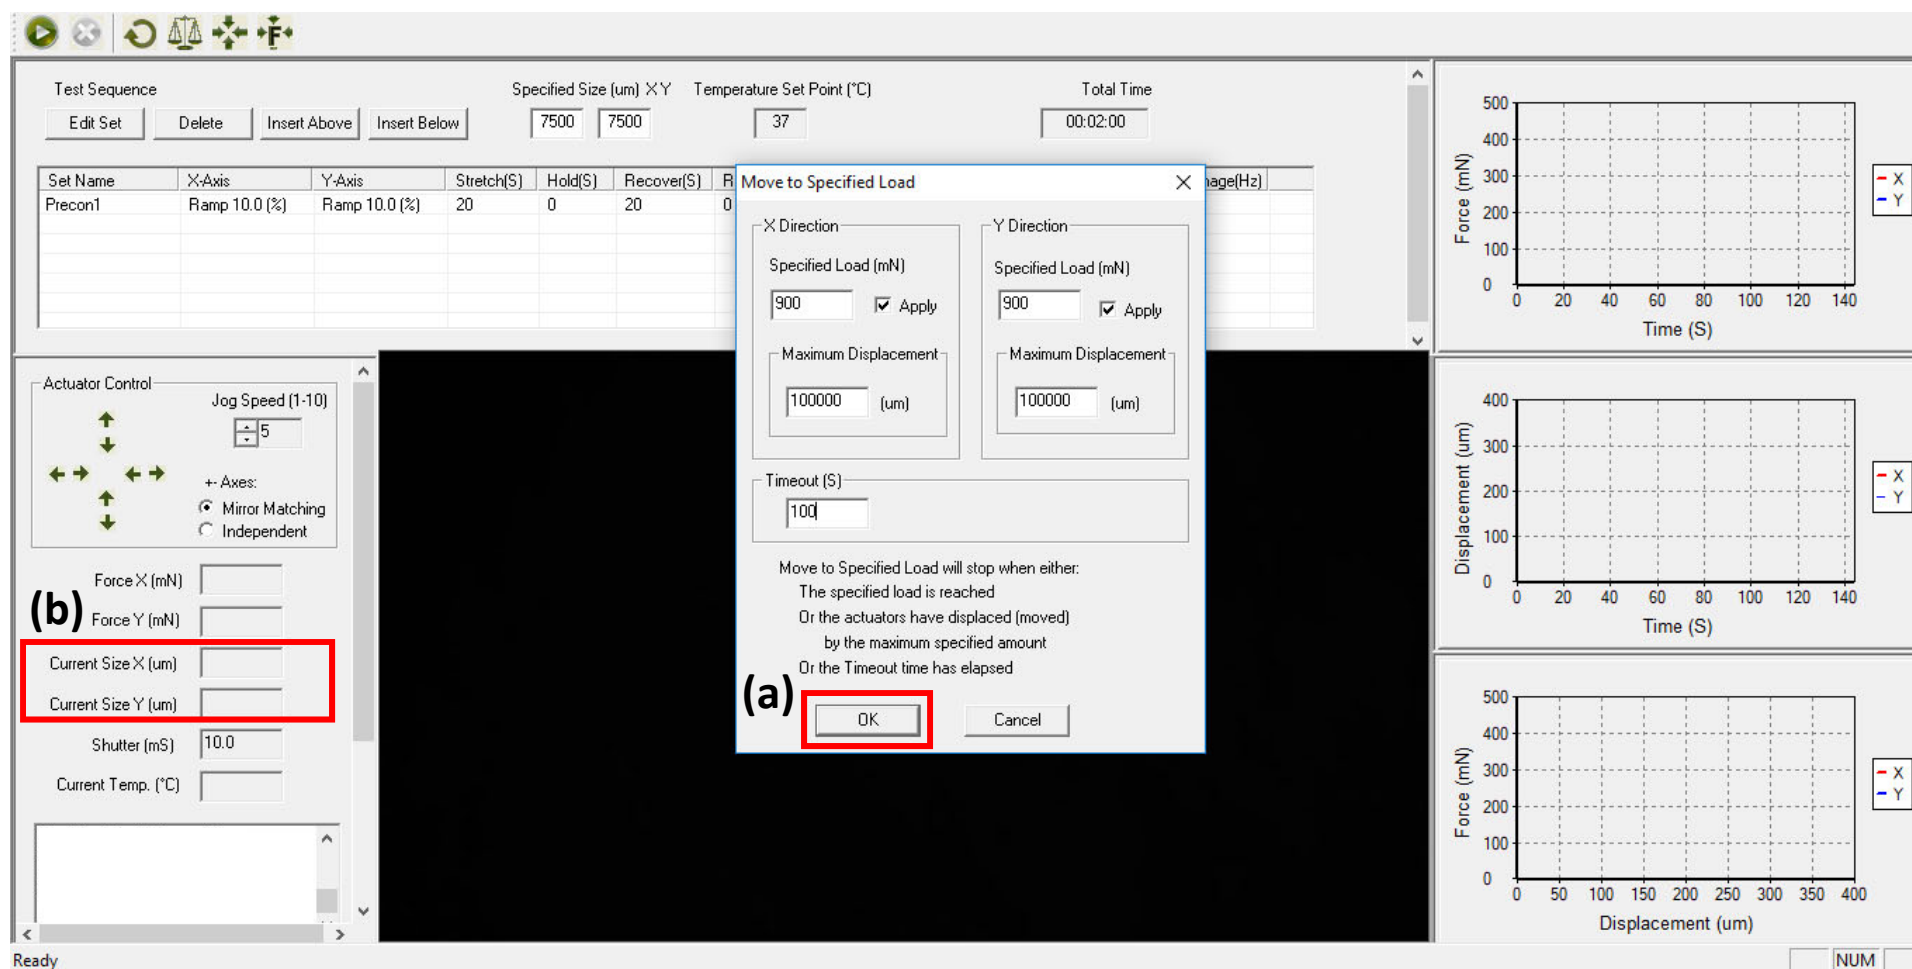 F
Test Sequence
Specified Size (um) X Y
Temperature Set Point (°C)
Total Time
Edit Set
Delete
Insert Above
Insert Below
7500
7500
37
00:02:00
Set Name
X-Axis
Y-Axis
Stretch(S)
Hold(S)
Recover(S)
R
mage(Hz)
Precon1
Ramp 10.0 (%)
Ramp 10.0 (%)
20
0
20
0
Move to Specified Load
X Direction
Specified Load (mN)
900
Apply
Maximum Displacement
100000
(um)
Y Direction
Specified Load (mN)
900
Apply
Maximum Displacement
100000
(um)
Timeout (S)
100
Move to Specified Load will stop when either:
The specified load is reached
Or the actuators have displaced (moved)
by the maximum specified amount
Or the Timeout time has elapsed
(a)
OK
Cancel
Actuator Control
Jog Speed (1-10)
5
+- Axes:
Mirror Matching
Independent
Force X (mN)
(b)
Force Y (mN)
Current Size X (um)
Current Size Y (um)
Shutter (mS)
10.0
Current Temp. (°C)
Force (mN)
500
400
300
200
100
0
0 20 40 60 80 100 120 140
Time (S)
X
Y
Displacement (um)
400
300
200
100
0
0 20 40 60 80 100 120 140
Time (S)
X
Y
Force (mN)
500
400
300
200
100
0
0 50 100 150 200 250 300 350 400
Displacement (um)
X
Y
Ready
NUM